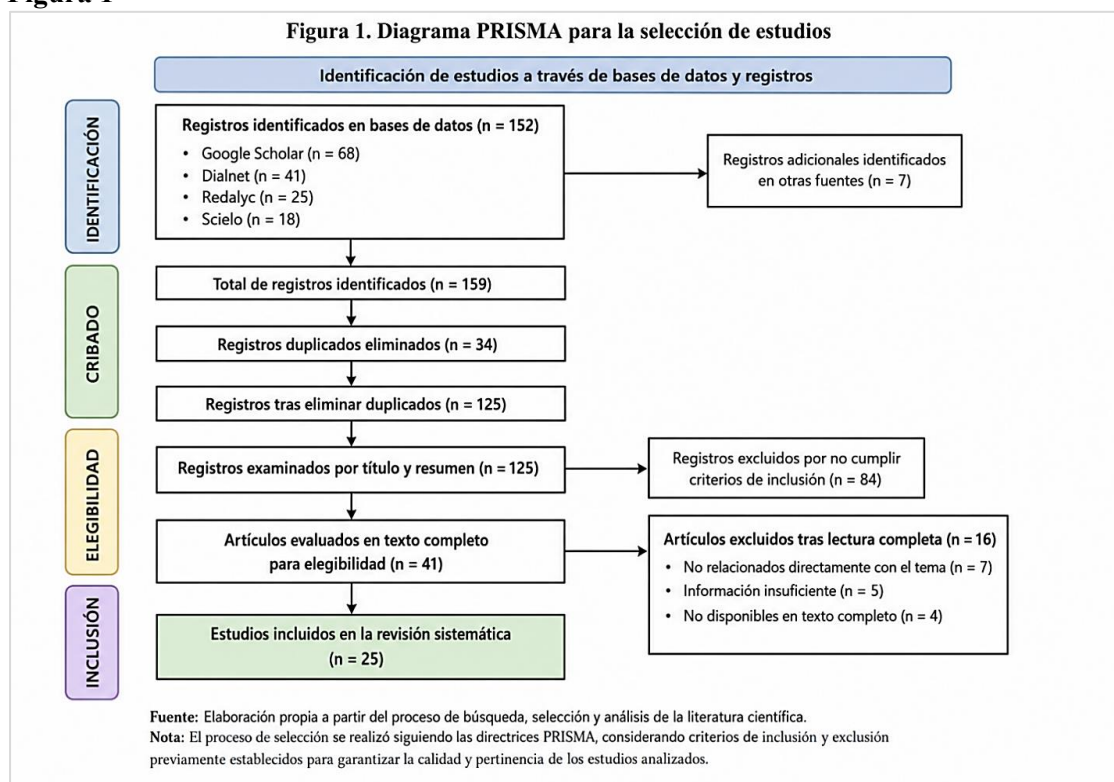 Figura 1
Figura 1. Diagrama PRISMA para la selección de estudios
Identificación de estudios a través de bases de datos y registros
IDENTIFICACIÓN
Registros identificados en bases de datos (n = 152)
• Google Scholar (n = 68)
• Dialnet (n = 41)
• Redalyc (n = 25)
• Scielo (n = 18)
Registros adicionales identificados
en otras fuentes (n = 7)
CRIBADO
Total de registros identificados (n = 159)
Registros duplicados eliminados (n = 34)
Registros tras eliminar duplicados (n = 125)
ELEGIBILIDAD
Registros examinados por título y resumen (n = 125)
Registros excluidos por no cumplir
criterios de inclusión (n = 84)
Artículos evaluados en texto completo
para elegibilidad (n = 41)
Artículos excluidos tras lectura completa (n = 16)
• No relacionados directamente con el tema (n = 7)
• Información insuficiente (n = 5)
• No disponibles en texto completo (n = 4)
INCLUSIÓN
Estudios incluidos en la revisión sistemática
(n = 25)
Fuente: Elaboración propia a partir del proceso de búsqueda, selección y análisis de la literatura científica.
Nota: El proceso de selección se realizó siguiendo las directrices PRISMA, considerando criterios de inclusión y exclusión
previamente establecidos para garantizar la calidad y pertinencia de los estudios analizados.